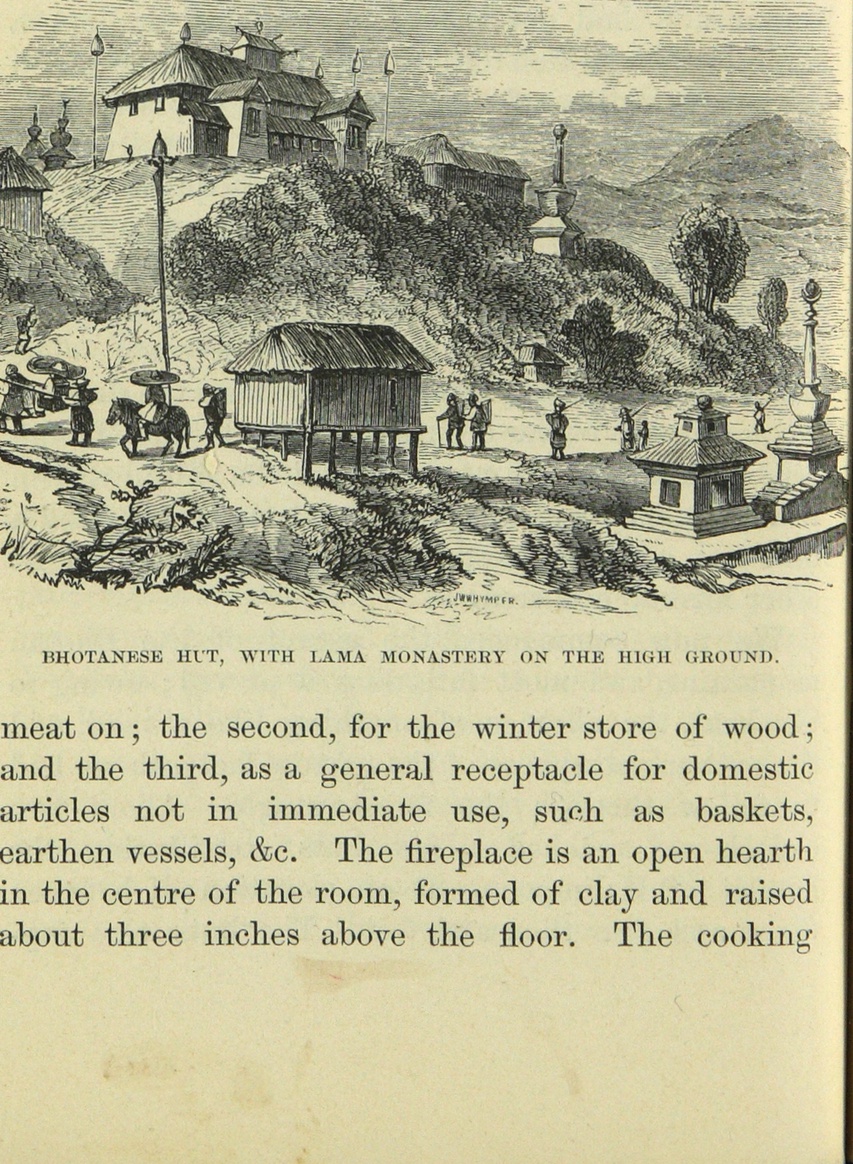 JWWHYMPER.
BHOTANESE HUT, WITH LAMA MONASTERY ON THE HIGH GROUND.
meat on; the second, for the winter store of wood;
and the third, as a general receptacle for domestic
articles not in immediate use, such as baskets,
earthen vessels, &c. The fireplace is an open hearth
in the centre of the room, formed of clay and raised
about three inches above the floor. The cooking